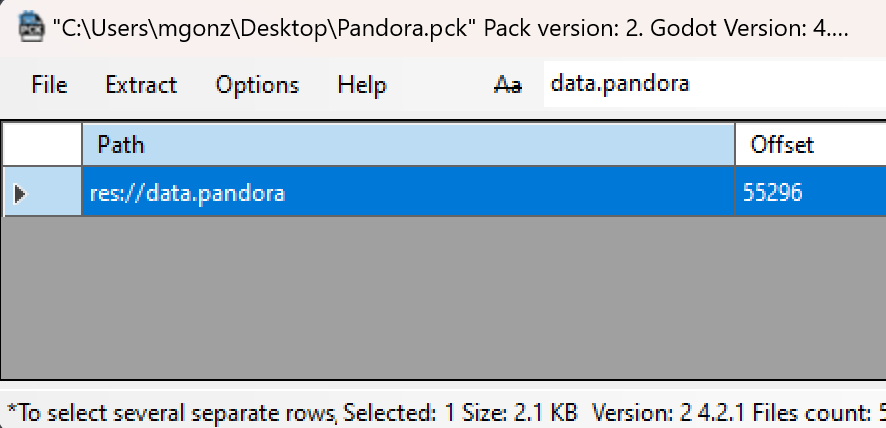 "C:\Users\mgonz\Desktop\Pandora.pck" Pack version: 2. Godot Version: 4....
File Extract Options Help Aa data.pandora
Path Offset
res://data.pandora 55296
*To select several separate rows, Selected: 1 Size: 2.1 KB Version: 2 4.2.1 Files count: 5